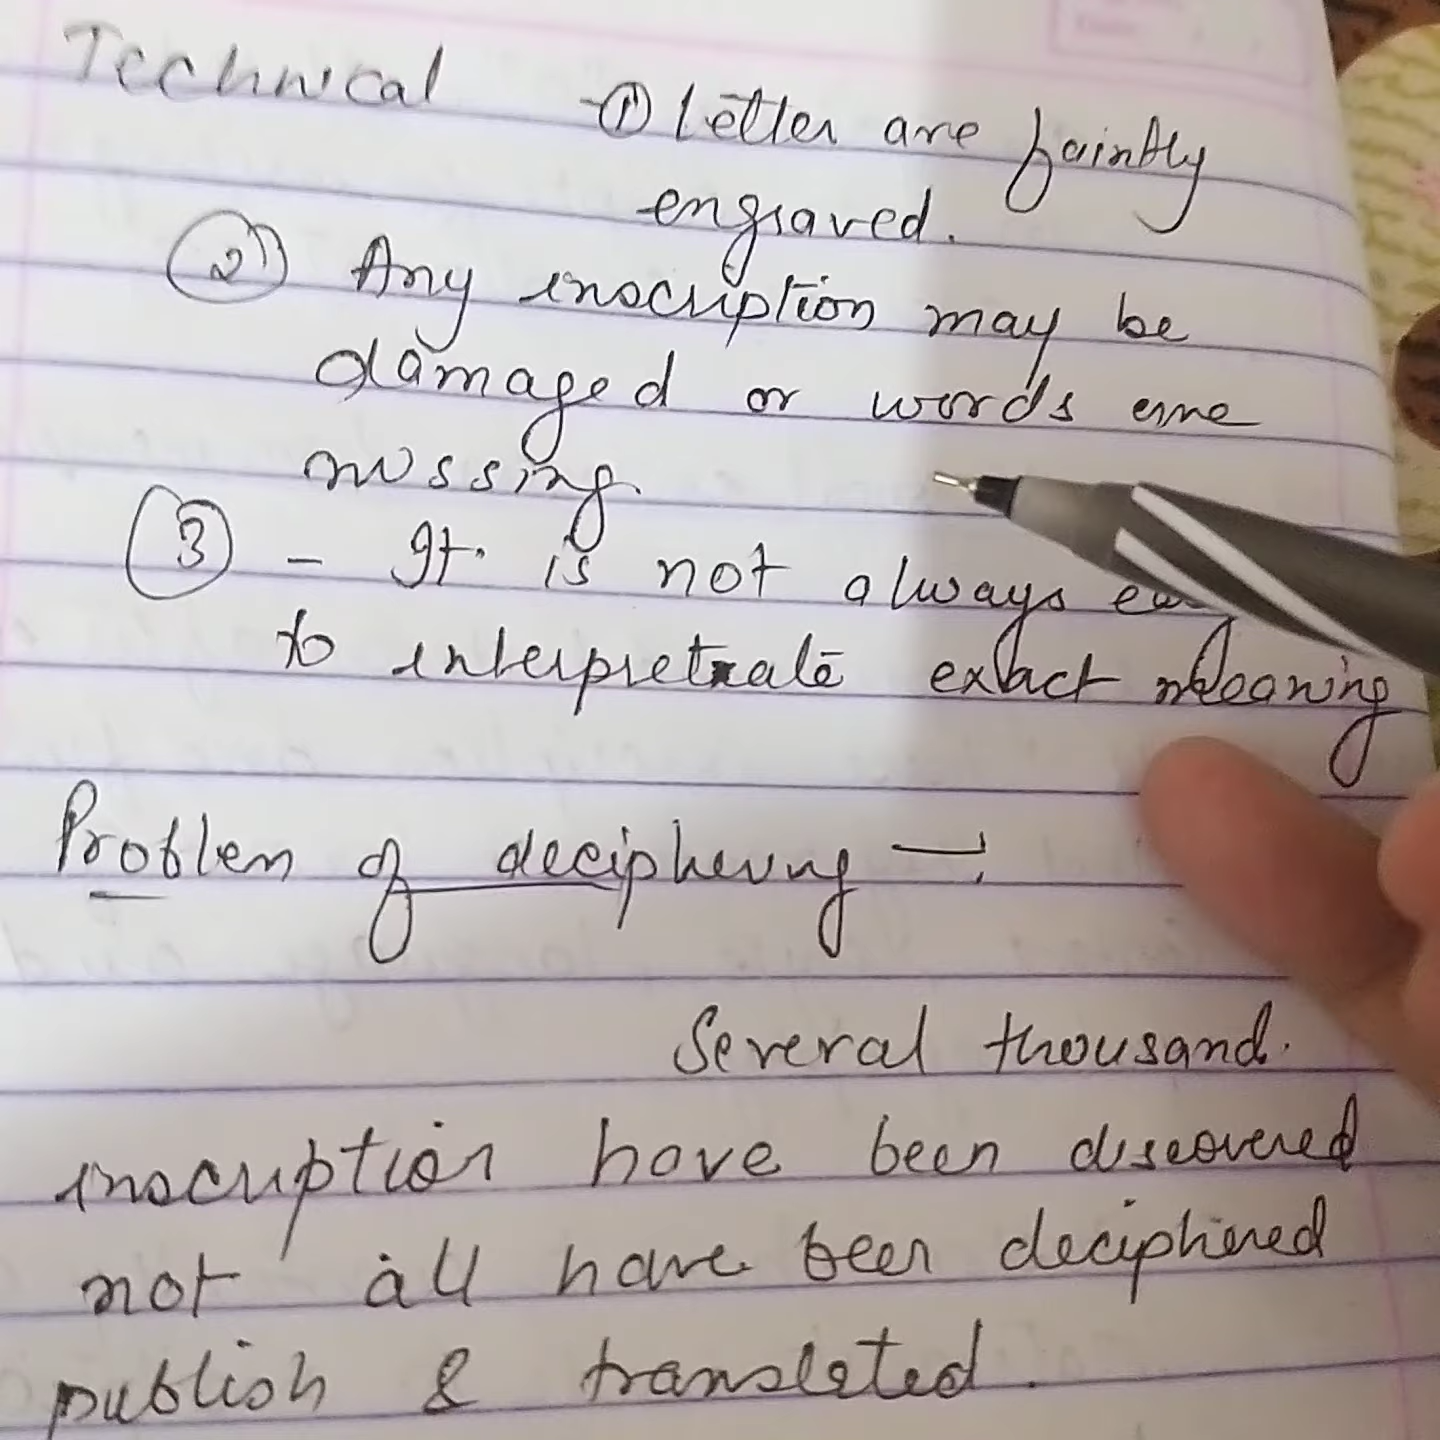 Technical - ① Letter are faintly
engraved.
② Any inscription may be
damaged or words are
missing.
③ - It is not always
to interpretrate exact meaning
Problem of deciphering -:
Several thousand.
inscription have been discovered
not all have been deciphered
publish & translated.